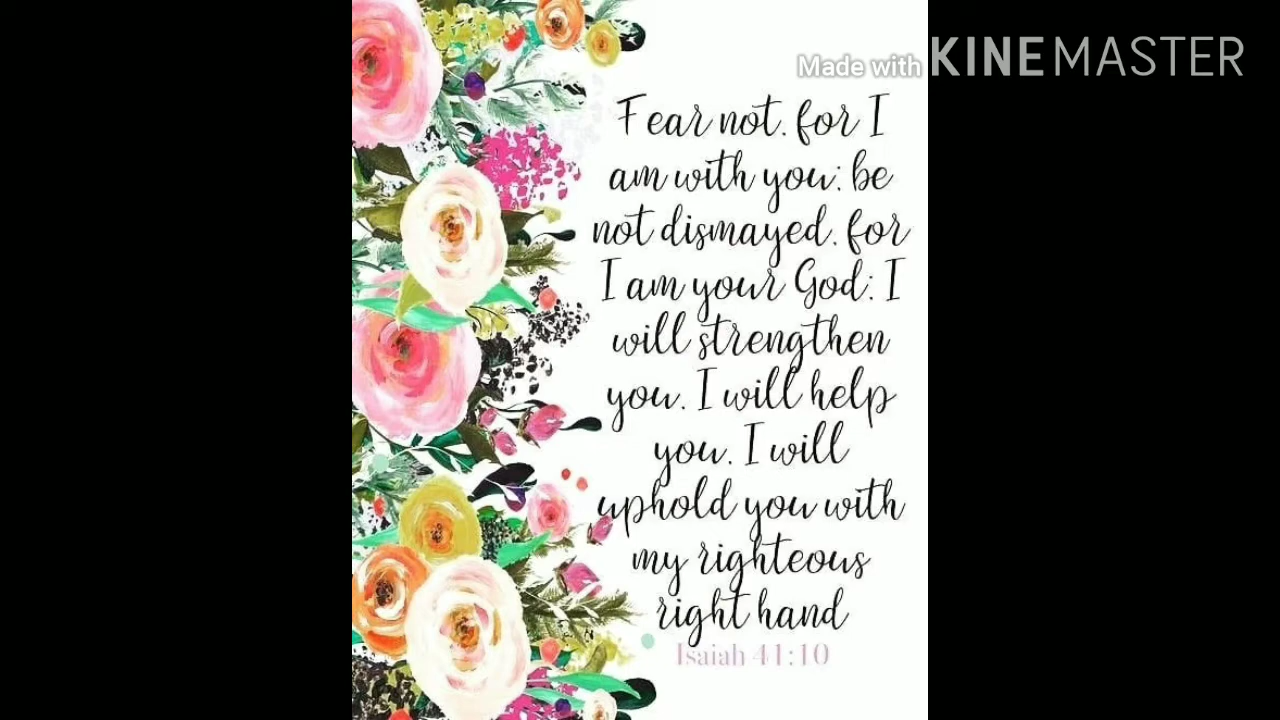 Made with KINEMASTER
Fear not, for I
am with you; be
not dismayed, for
I am your God; I
will strengthen
you, I will help
you, I will
uphold you with
my righteous
right hand
Isaiah 41:10